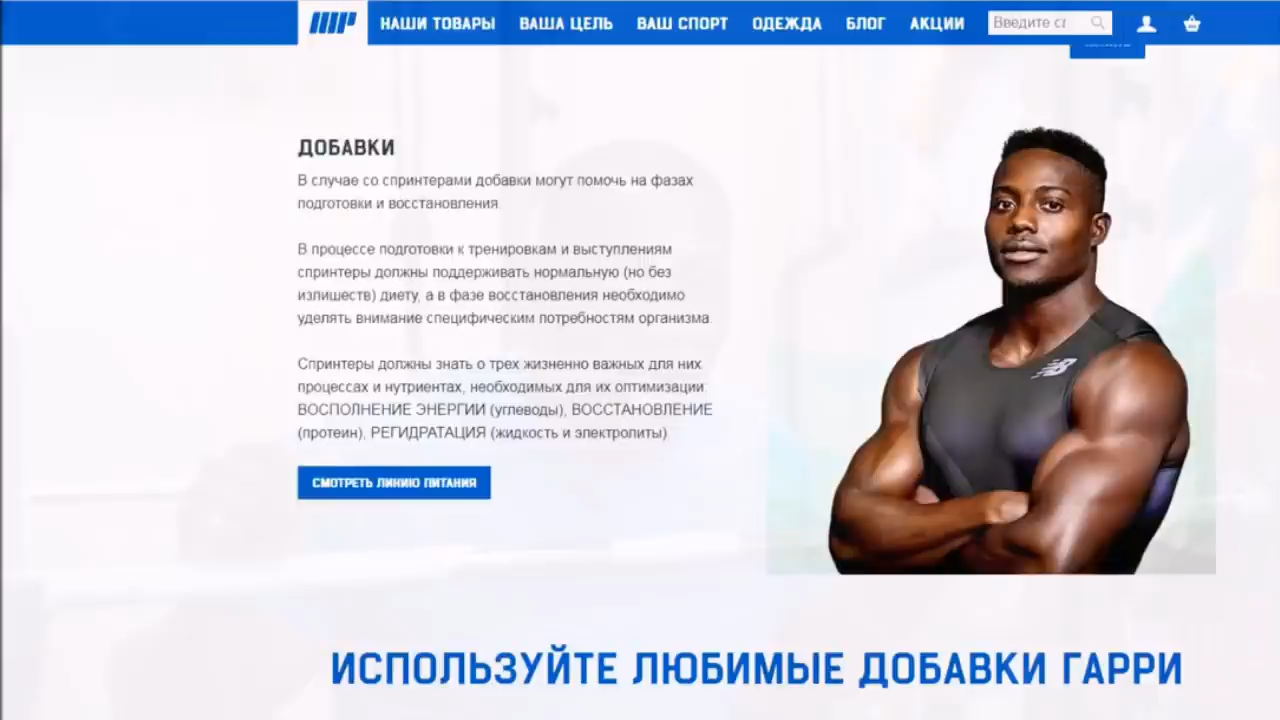 НАШИ ТОВАРЫ ВАША ЦЕЛЬ ВАШ СПОРТ ОДЕЖДА БЛОГ АКЦИИ Введите ст
ДОБАВКИ
В случае со спринтерами добавки могут помочь на фазах
подготовки и восстановления.
В процессе подготовки к тренировкам и выступлениям
спринтеры должны поддерживать нормальную (но без
излишеств) диету, а в фазе восстановления необходимо
уделять внимание специфическим потребностям организма.
Спринтеры должны знать о трех жизненно важных для них
процессах и нутриентах, необходимых для их оптимизации:
ВОСПОЛНЕНИЕ ЭНЕРГИИ (углеводы), ВОССТАНОВЛЕНИЕ
(протеин), РЕГИДРАТАЦИЯ (жидкость и электролиты).
СМОТРЕТЬ ЛИНИЮ ПИТАНИЯ
ИСПОЛЬЗУЙТЕ ЛЮБИМЫЕ ДОБАВКИ ГАРРИ